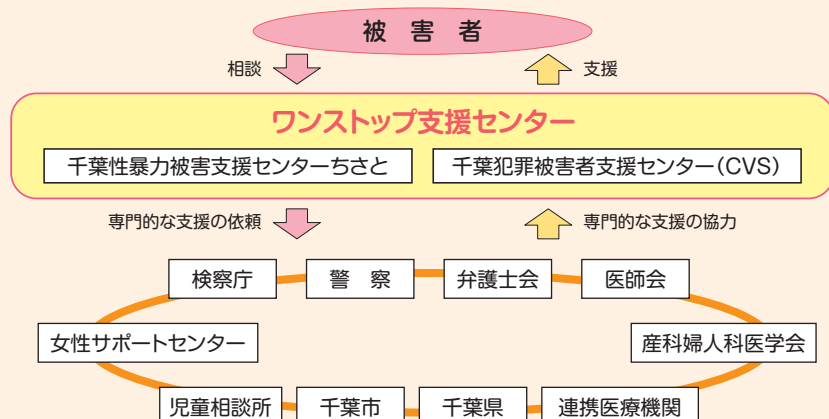 被 害 者
相談
支援
ワンストップ支援センター
千葉性暴力被害支援センターちさと
千葉犯罪被害者支援センター(CVS)
専門的な支援の依頼
専門的な支援の協力
検察庁
警 察
弁護士会
医師会
女性サポートセンター
産科婦人科医学会
児童相談所
千葉市
千葉県
連携医療機関